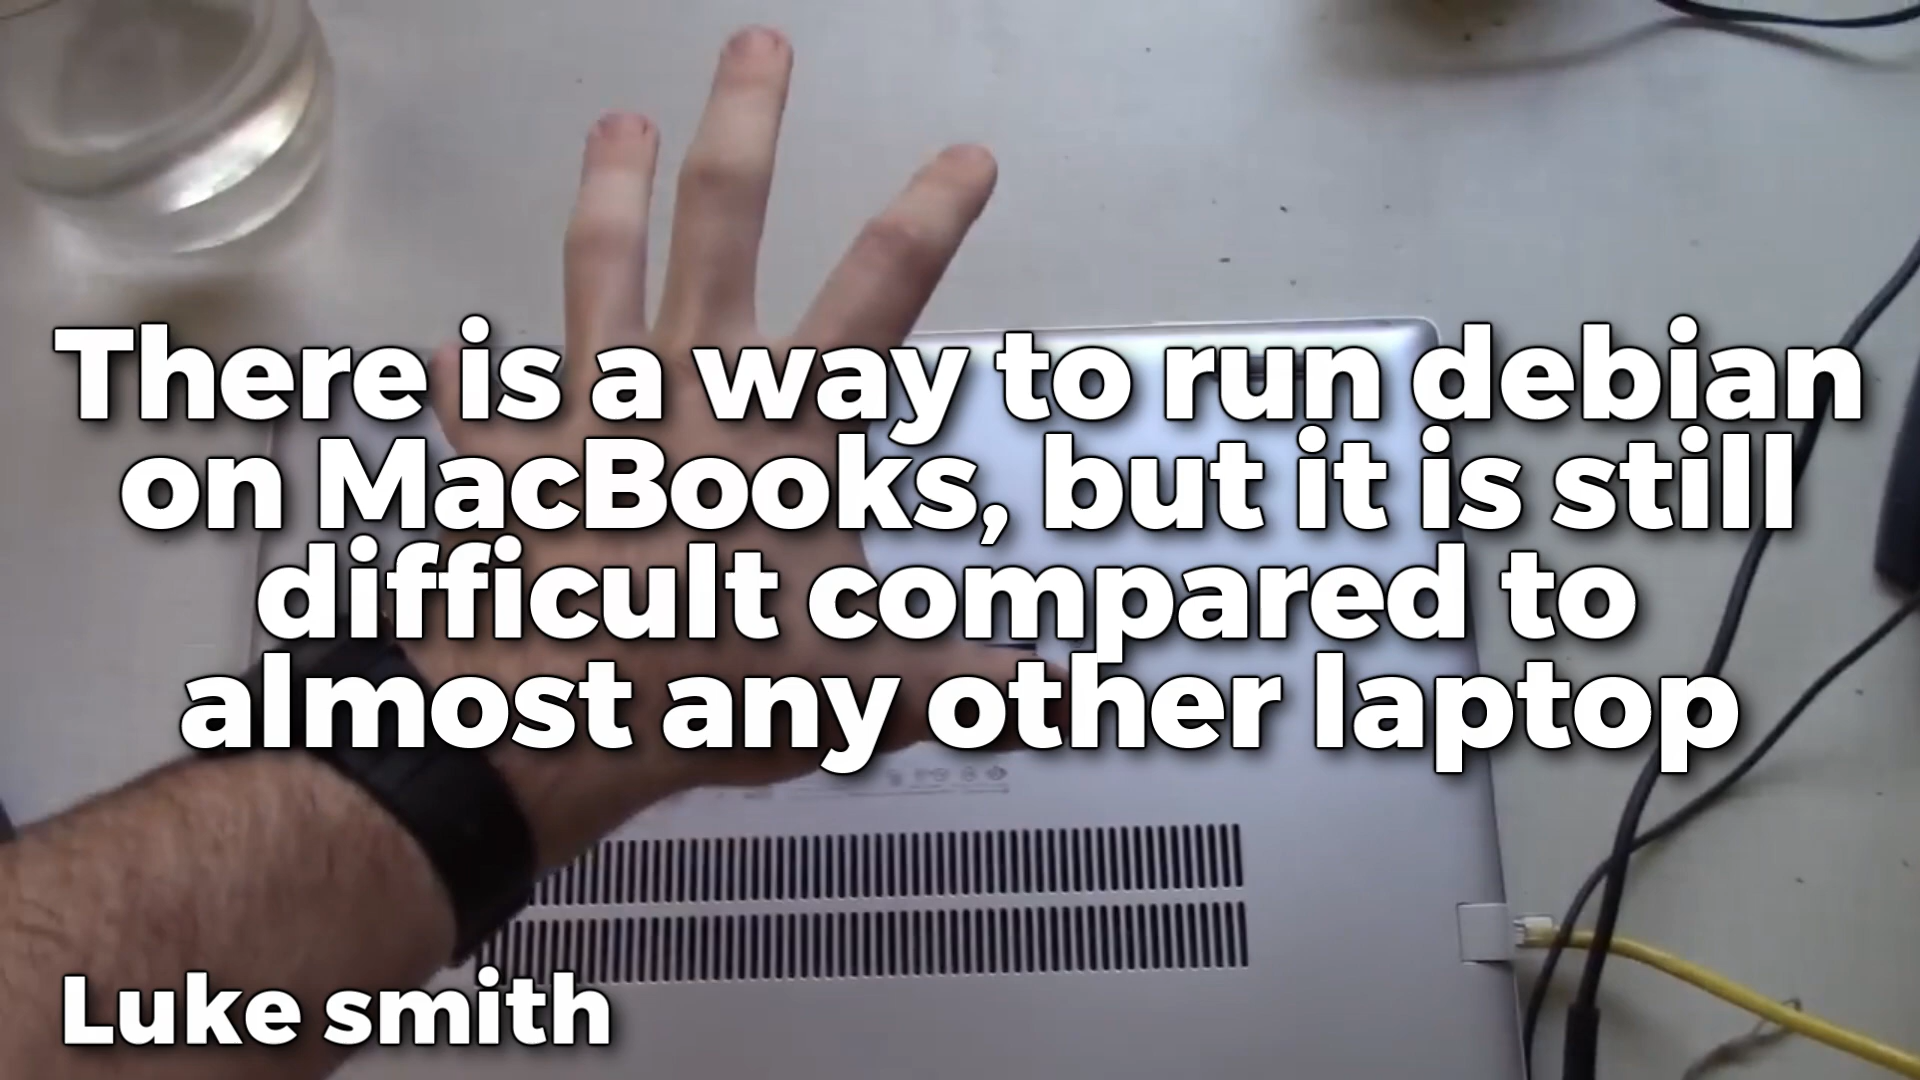 There is a way to run debian
on MacBooks, but it is still
difficult compared to
almost any other laptop
Luke smith